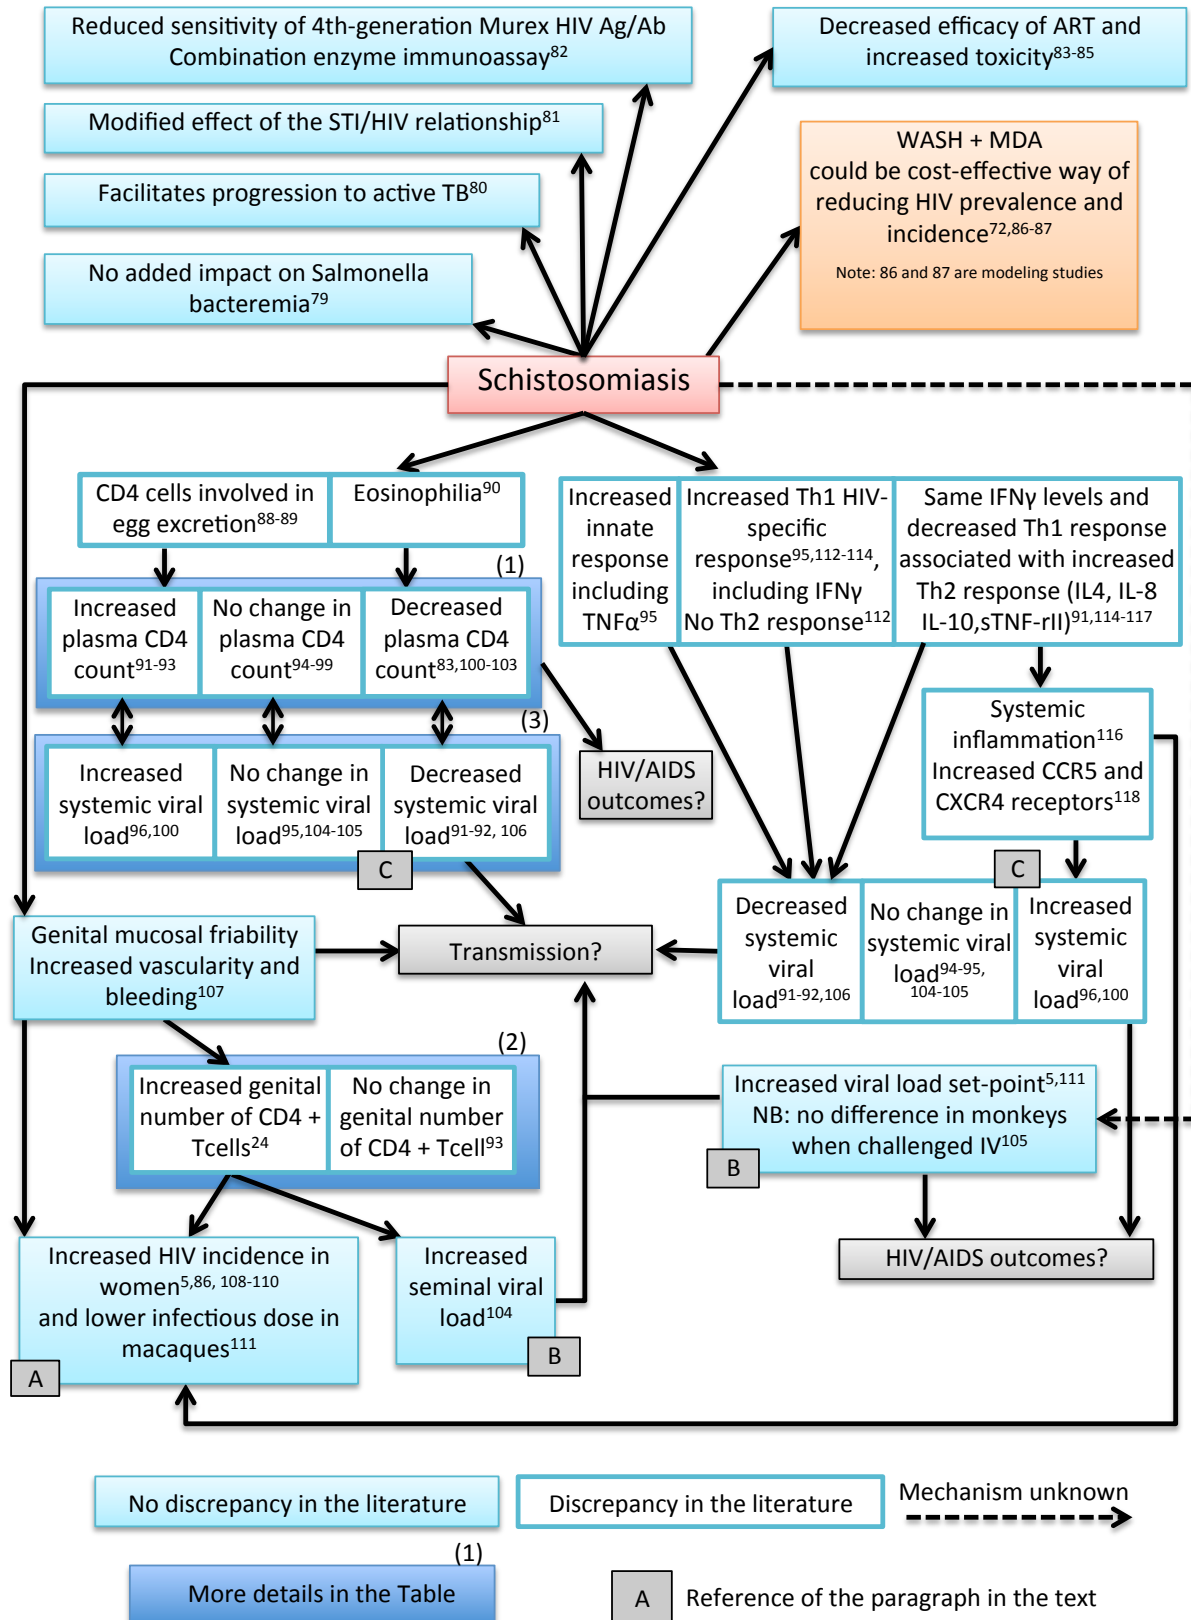 Reduced sensitivity of 4th-generation Murex HIV Ag/Ab
Combination enzyme immunoassay82
Decreased efficacy of ART and
increased toxicity83-85
Modified effect of the STI/HIV relationship81
WASH + MDA
could be cost-effective way of
reducing HIV prevalence and
incidence72,86-87
Note: 86 and 87 are modeling studies
Facilitates progression to active TB80
No added impact on Salmonella
bacteremia79
Schistosomiasis
CD4 cells involved in
egg excretion88-89
Eosinophilia90
Increased
innate
response
including
TNFα95
Increased Th1 HIV-
specific
response95,112-114,
including IFNγ
No Th2 response112
Same IFNγ levels and
decreased Th1 response
associated with increased
Th2 response (IL4, IL-8
IL-10,sTNF-rII)91,114-117
(1)
Increased
plasma CD4
count91-93
No change in
plasma CD4
count94-99
Decreased
plasma CD4
count83,100-103
(3)
Increased
systemic viral
load96,100
No change in
systemic viral
load95,104-105
Decreased
systemic viral
load91-92, 106
C
HIV/AIDS
outcomes?
Systemic
inflammation116
Increased CCR5 and
CXCR4 receptors118
C
Decreased
systemic
viral
load91-92,106
No change in
systemic viral
load94-95,
104-105
Increased
systemic
viral
load96,100
Genital mucosal friability
Increased vascularity and
bleeding107
Transmission?
(2)
Increased genital
number of CD4 +
Tcells24
No change in
genital number
of CD4 + Tcell93
Increased viral load set-point5,111
NB: no difference in monkeys
when challenged IV105
B
HIV/AIDS outcomes?
Increased HIV incidence in
women5,86, 108-110
and lower infectious dose in
macaques111
A
Increased
seminal viral
load104
B
No discrepancy in the literature
Discrepancy in the literature
Mechanism unknown
(1)
More details in the Table
A
Reference of the paragraph in the text